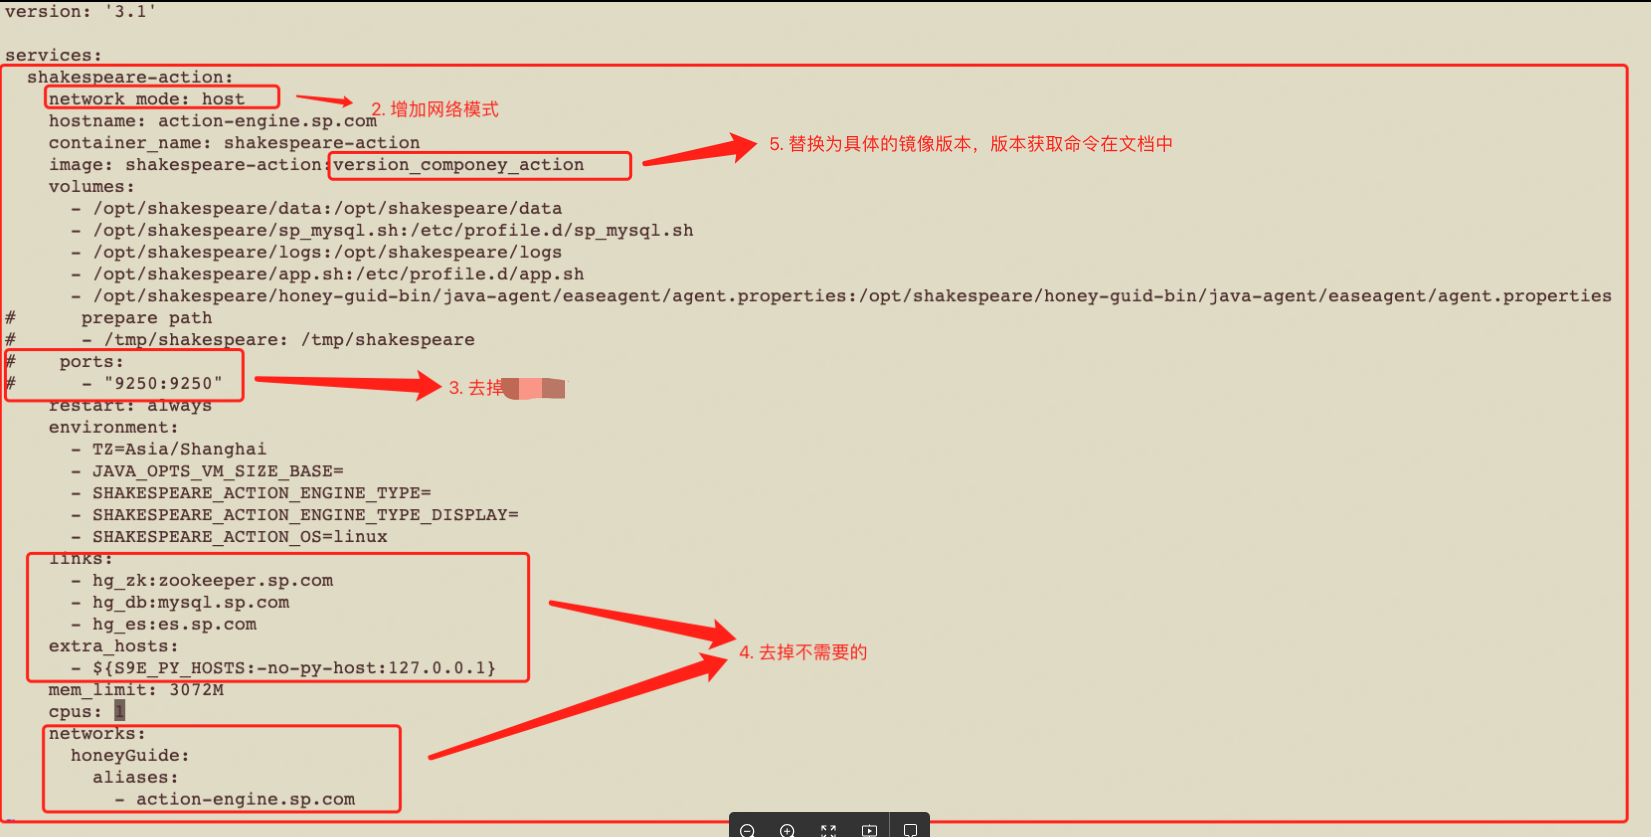 version: '3.1'
services:
shakespeare-action:
network_mode: host
2. 增加网络模式
hostname: action-engine.sp.com
container_name: shakespeare-action
5. 替换为具体的镜像版本，版本获取命令在文档中
image: shakespeare-action:version_componey_action
volumes:
- /opt/shakespeare/data:/opt/shakespeare/data
- /opt/shakespeare/sp_mysql.sh:/etc/profile.d/sp_mysql.sh
- /opt/shakespeare/logs:/opt/shakespeare/logs
- /opt/shakespeare/app.sh:/etc/profile.d/app.sh
- /opt/shakespeare/honey-guid-bin/java-agent/easeagent/agent.properties:/opt/shakespeare/honey-guid-bin/java-agent/easeagent/agent.properties
# prepare path
# - /tmp/shakespeare: /tmp/shakespeare
# ports:
# - "9250:9250"
3. 去掉
restart: always
environment:
- TZ=Asia/Shanghai
- JAVA_OPTS_VM_SIZE_BASE=
- SHAKESPEARE_ACTION_ENGINE_TYPE=
- SHAKESPEARE_ACTION_ENGINE_TYPE_DISPLAY=
- SHAKESPEARE_ACTION_OS=linux
links:
- hg_zk:zookeeper.sp.com
- hg_db:mysql.sp.com
- hg_es:es.sp.com
extra_hosts:
4. 去掉不需要的
- ${S9E_PY_HOSTS:-no-py-host:127.0.0.1}
mem_limit: 3072M
cpus: 1
networks:
honeyGuide:
aliases:
- action-engine.sp.com